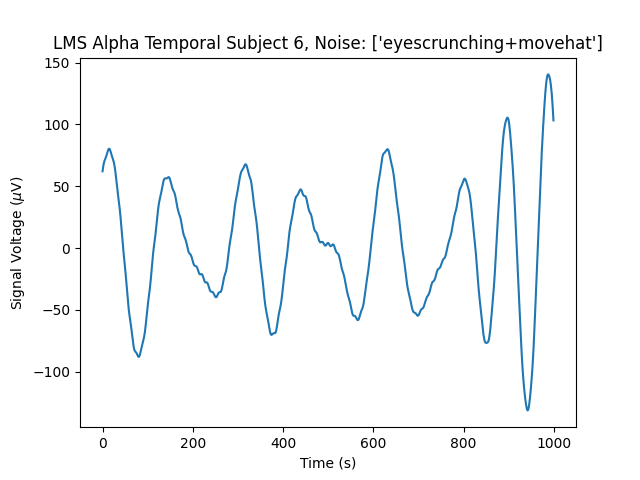 LMS Alpha Temporal Subject 6, Noise: ['eyescrunching+movehat']
150
100
50
0
−50
−100
Signal Voltage (μV)
0 200 400 600 800 1000
Time (s)